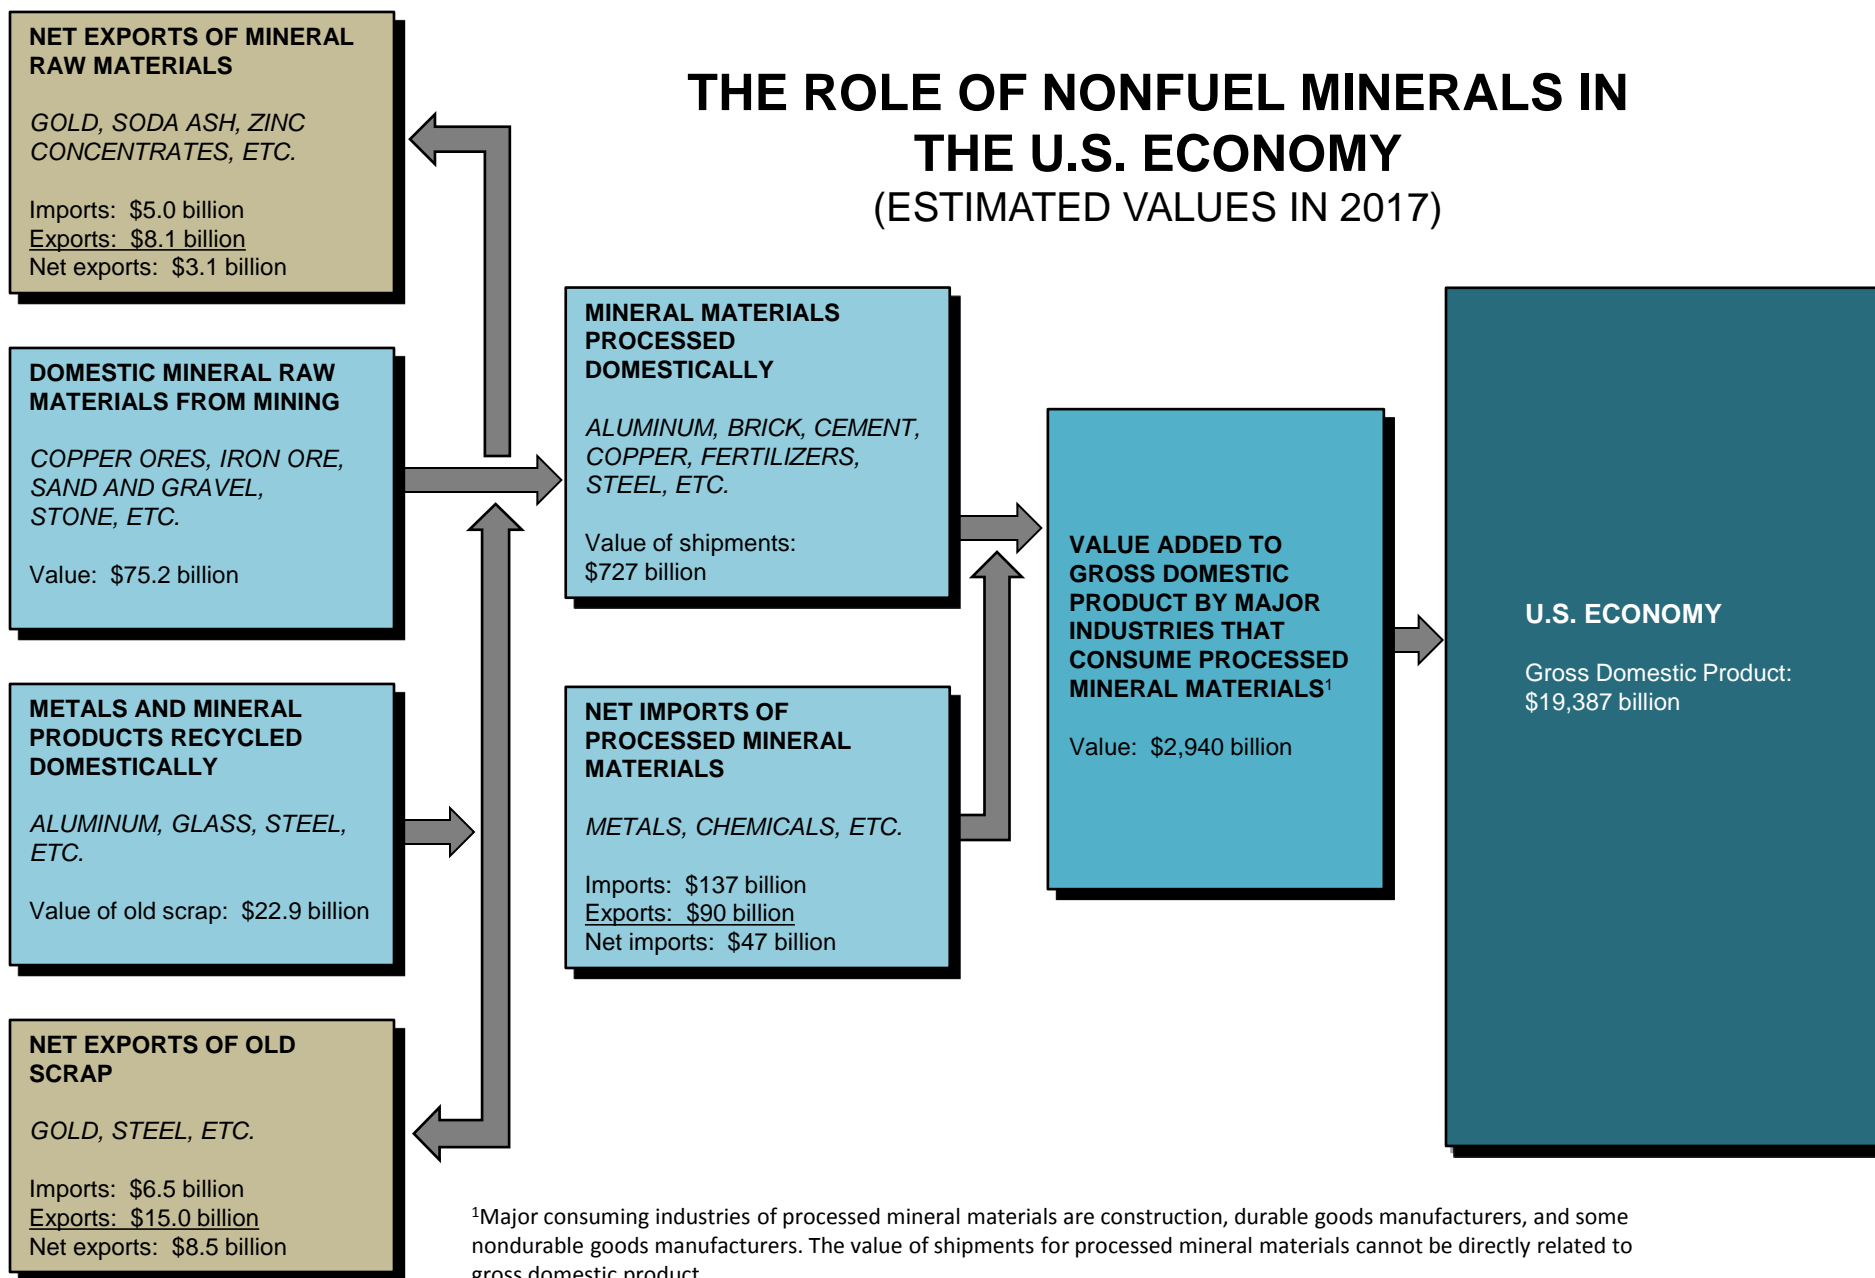 THE ROLE OF NONFUEL MINERALS IN
THE U.S. ECONOMY
(ESTIMATED VALUES IN 2017)
NET EXPORTS OF MINERAL
RAW MATERIALS
GOLD, SODA ASH, ZINC
CONCENTRATES, ETC.
Imports: $5.0 billion
Exports: $8.1 billion
Net exports: $3.1 billion
DOMESTIC MINERAL RAW
MATERIALS FROM MINING
COPPER ORES, IRON ORE,
SAND AND GRAVEL,
STONE, ETC.
Value: $75.2 billion
METALS AND MINERAL
PRODUCTS RECYCLED
DOMESTICALLY
ALUMINUM, GLASS, STEEL,
ETC.
Value of old scrap: $22.9 billion
NET EXPORTS OF OLD
SCRAP
GOLD, STEEL, ETC.
Imports: $6.5 billion
Exports: $15.0 billion
Net exports: $8.5 billion
MINERAL MATERIALS
PROCESSED
DOMESTICALLY
ALUMINUM, BRICK, CEMENT,
COPPER, FERTILIZERS,
STEEL, ETC.
Value of shipments:
$727 billion
NET IMPORTS OF
PROCESSED MINERAL
MATERIALS
METALS, CHEMICALS, ETC.
Imports: $137 billion
Exports: $90 billion
Net imports: $47 billion
VALUE ADDED TO
GROSS DOMESTIC
PRODUCT BY MAJOR
INDUSTRIES THAT
CONSUME PROCESSED
MINERAL MATERIALS¹
Value: $2,940 billion
U.S. ECONOMY
Gross Domestic Product:
$19,387 billion
¹Major consuming industries of processed mineral materials are construction, durable goods manufacturers, and some
nondurable goods manufacturers. The value of shipments for processed mineral materials cannot be directly related to
gross domestic product.